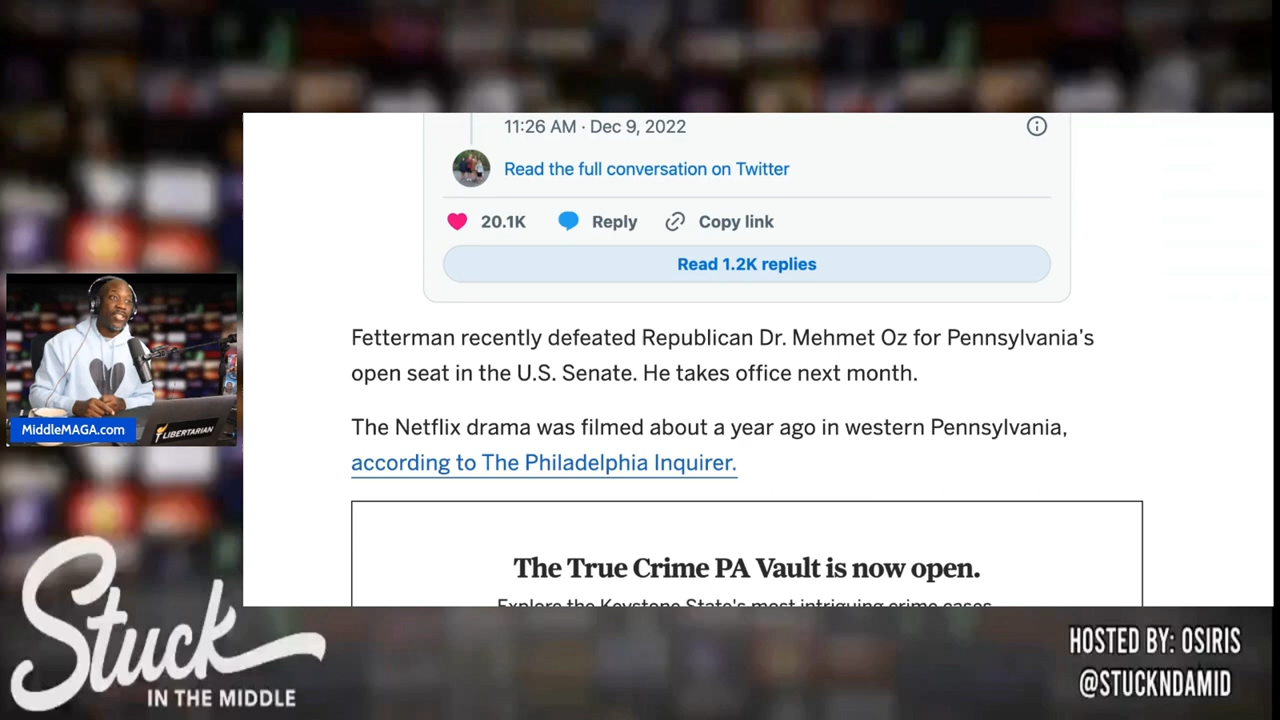 11:26 AM · Dec 9, 2022
Read the full conversation on Twitter
20.1K Reply Copy link
Read 1.2K replies
Fetterman recently defeated Republican Dr. Mehmet Oz for Pennsylvania’s
open seat in the U.S. Senate. He takes office next month.
The Netflix drama was filmed about a year ago in western Pennsylvania,
according to The Philadelphia Inquirer.
The True Crime PA Vault is now open.
Explore the Keystone State's most intriguing crime cases
MiddleMAGA.com
LIBERTARIAN
Stuck
IN THE MIDDLE
HOSTED BY: OSIRIS
@STUCKNDAMID